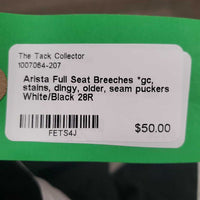 The Tack Collector
1007064-207
Arista Full Seat Breeches *gc,
stains, dingy, older, seam puckers
White/Black 28R
FETS4J
$50.00